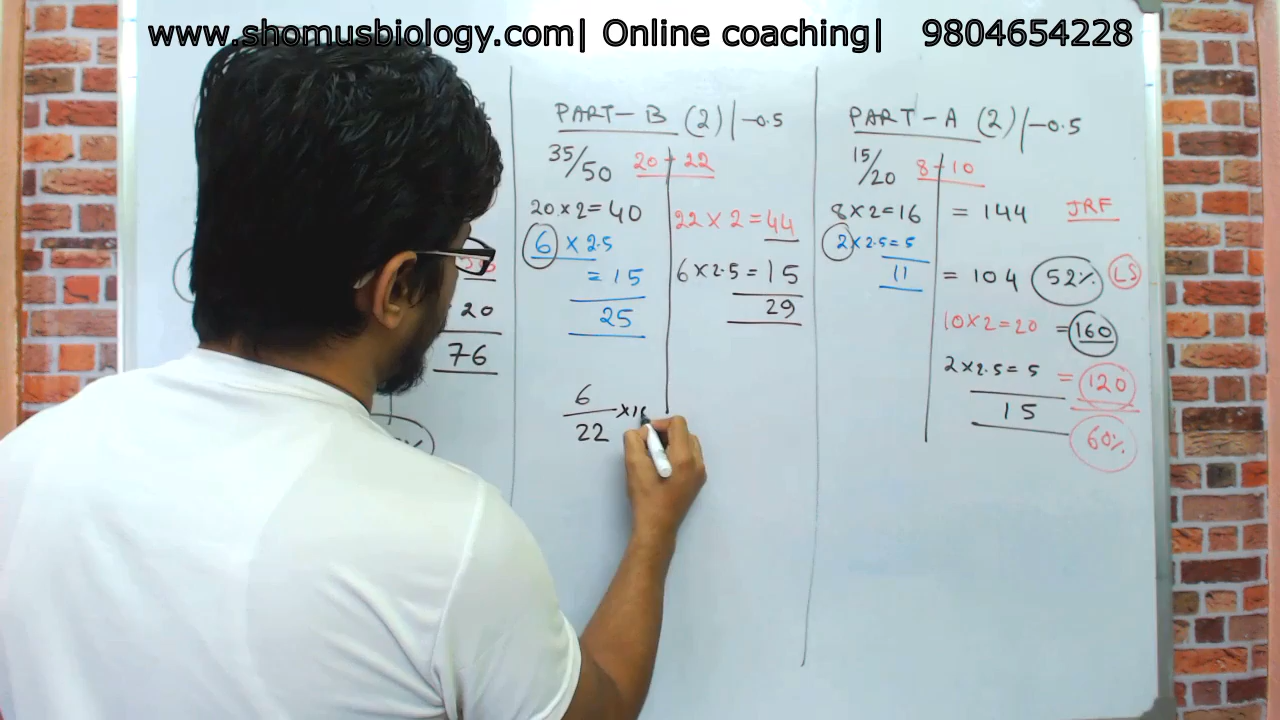 www.shomusbiology.com| Online coaching| 9804654228
20
76
PART-B (2)|-0.5
35/50 20-22
20×2=40
6 × 2.5
= 15
25
22 × 2 = 44
6 × 2.5 = 15
29
6
22
×1
PART-A (2)|-0.5
15/20 8-10
8×2=16 = 144 JRF
2×2.5=5
11 = 104 52% LS
10×2=20 =160
2×2.5=5 = 120
15
60%